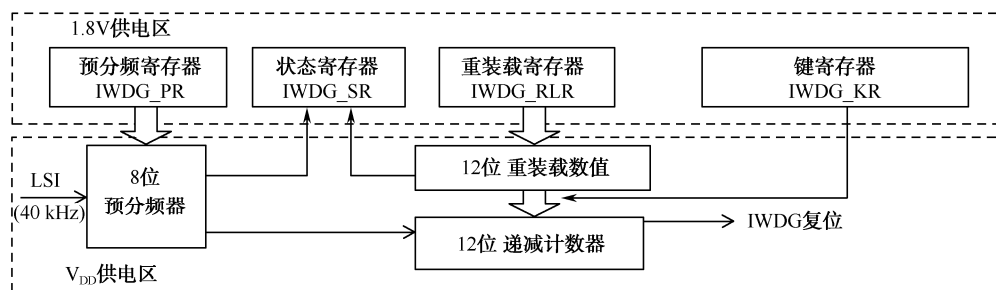 1.8V供电区
预分频寄存器
IWDG_PR
状态寄存器
IWDG_SR
重装载寄存器
IWDG_RLR
键寄存器
IWDG_KR
LSI
(40 kHz)
8位
预分频器
12位 重装载数值
12位 递减计数器
IWDG复位
VDD供电区